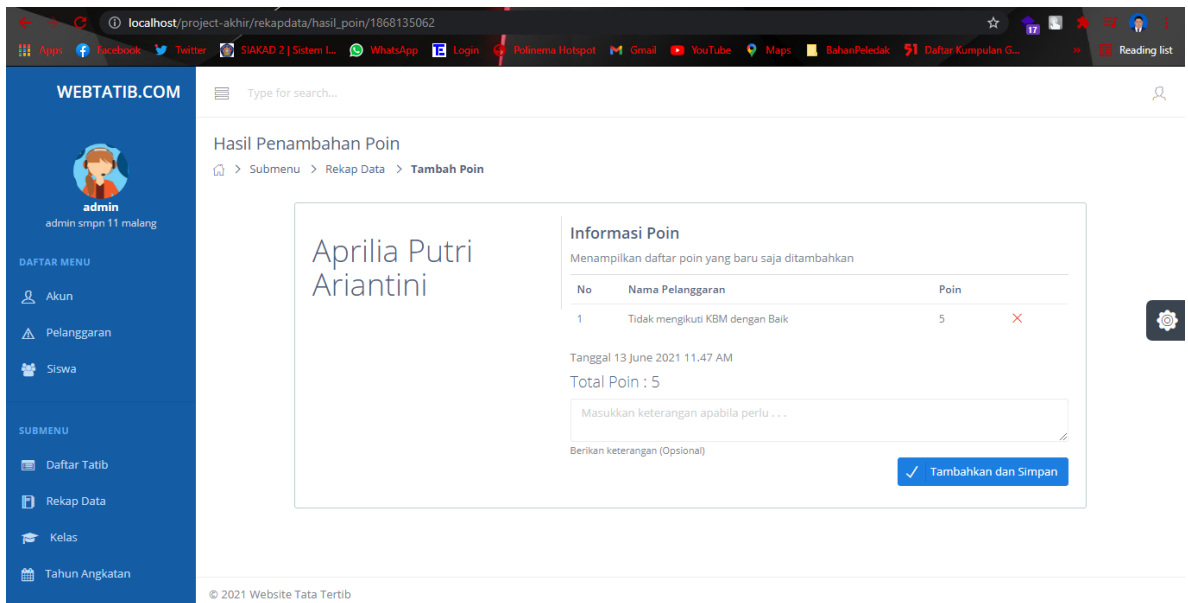 localhost/project-akhir/rekapdata/hasil_poin/1868135062
17
Apps Facebook Twitter SIAKAD 2 | Sistem I... WhatsApp Login Polinema Hotspot Gmail YouTube Maps BahanPeledak Daftar Kumpulan G... » Reading list
WEBTATIB.COM
Type for search...
admin
admin smpn 11 malang
DAFTAR MENU
Akun
Pelanggaran
Siswa
SUBMENU
Daftar Tatib
Rekap Data
Kelas
Tahun Angkatan
Hasil Penambahan Poin
> Submenu > Rekap Data > Tambah Poin
Aprilia Putri
Ariantini
Informasi Poin
Menampilkan daftar poin yang baru saja ditambahkan
No Nama Pelanggaran Poin
1 Tidak mengikuti KBM dengan Baik 5
Tanggal 13 June 2021 11.47 AM
Total Poin : 5
Masukkan keterangan apabila perlu . . .
Berikan keterangan (Opsional)
Tambahkan dan Simpan
© 2021 Website Tata Tertib